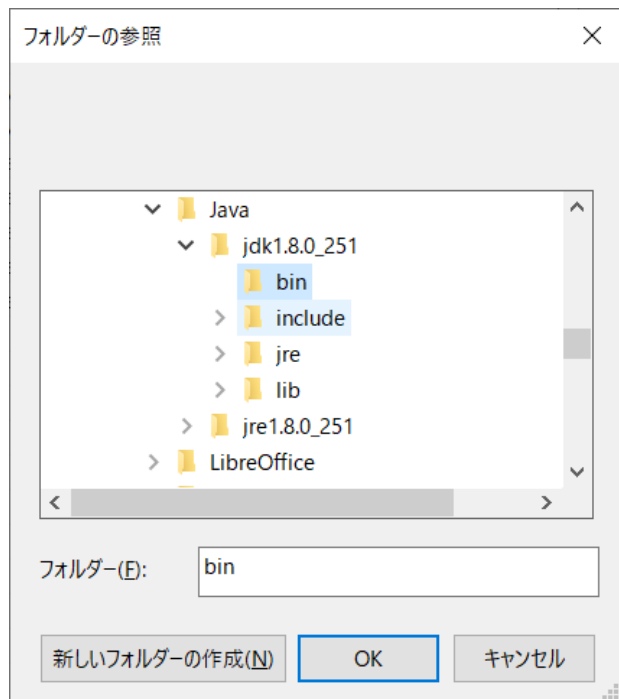 フォルダーの参照
Java
jdk1.8.0_251
bin
include
jre
lib
jre1.8.0_251
LibreOffice
フォルダー(F):
bin
新しいフォルダーの作成(N)
OK
キャンセル